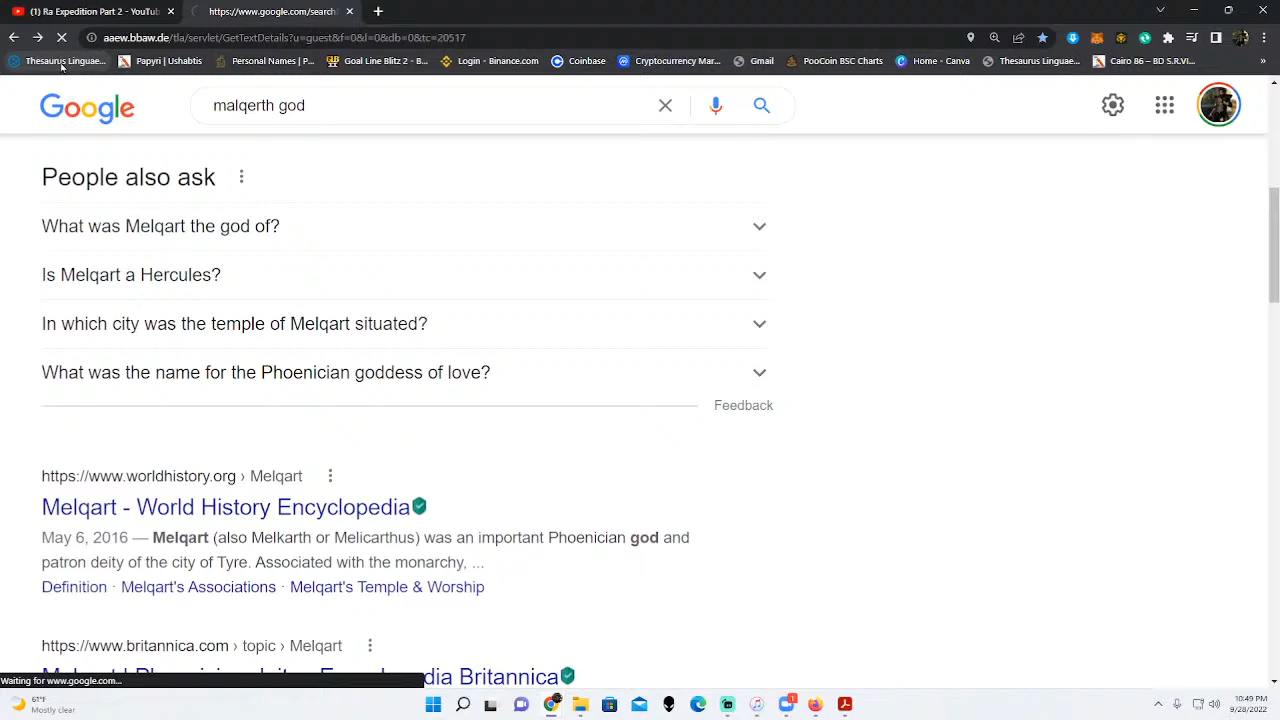 (1) Ra Expedition Part 2 - YouTub
https://www.google.com/search
aaew.bbaw.de/tla/servlet/GetTextDetails?u=guest&f=0&l=0&db=0&tc=20517
Thesaurus Linguae
Papyri | Ushabtis
Personal Names | P...
Goal Line Blitz 2 - B...
Login - Binance.com
Coinbase
Cryptocurrency Mar...
Gmail
PooCoin BSC Charts
Home - Canva
Thesaurus Linguae...
Cairo 8m - BD S.V.I...
»
Google
malqerth god
People also ask
What was Melqart the god of?
Is Melqart a Hercules?
In which city was the temple of Melqart situated?
What was the name for the Phoenician goddess of love?
Feedback
https://www.worldhistory.org › Melqart
Melqart - World History Encyclopedia
May 6, 2016 — Melqart (also Melkarth or Melicarthus) was an important Phoenician god and
patron deity of the city of Tyre. Associated with the monarchy, ...
Definition · Melqart's Associations · Melqart's Temple & Worship
https://www.britannica.com › topic › Melqart
dia Britannica
Waiting for www.google.com...
61°F
Mostly clear
1
10:49 PM
9/28/2022